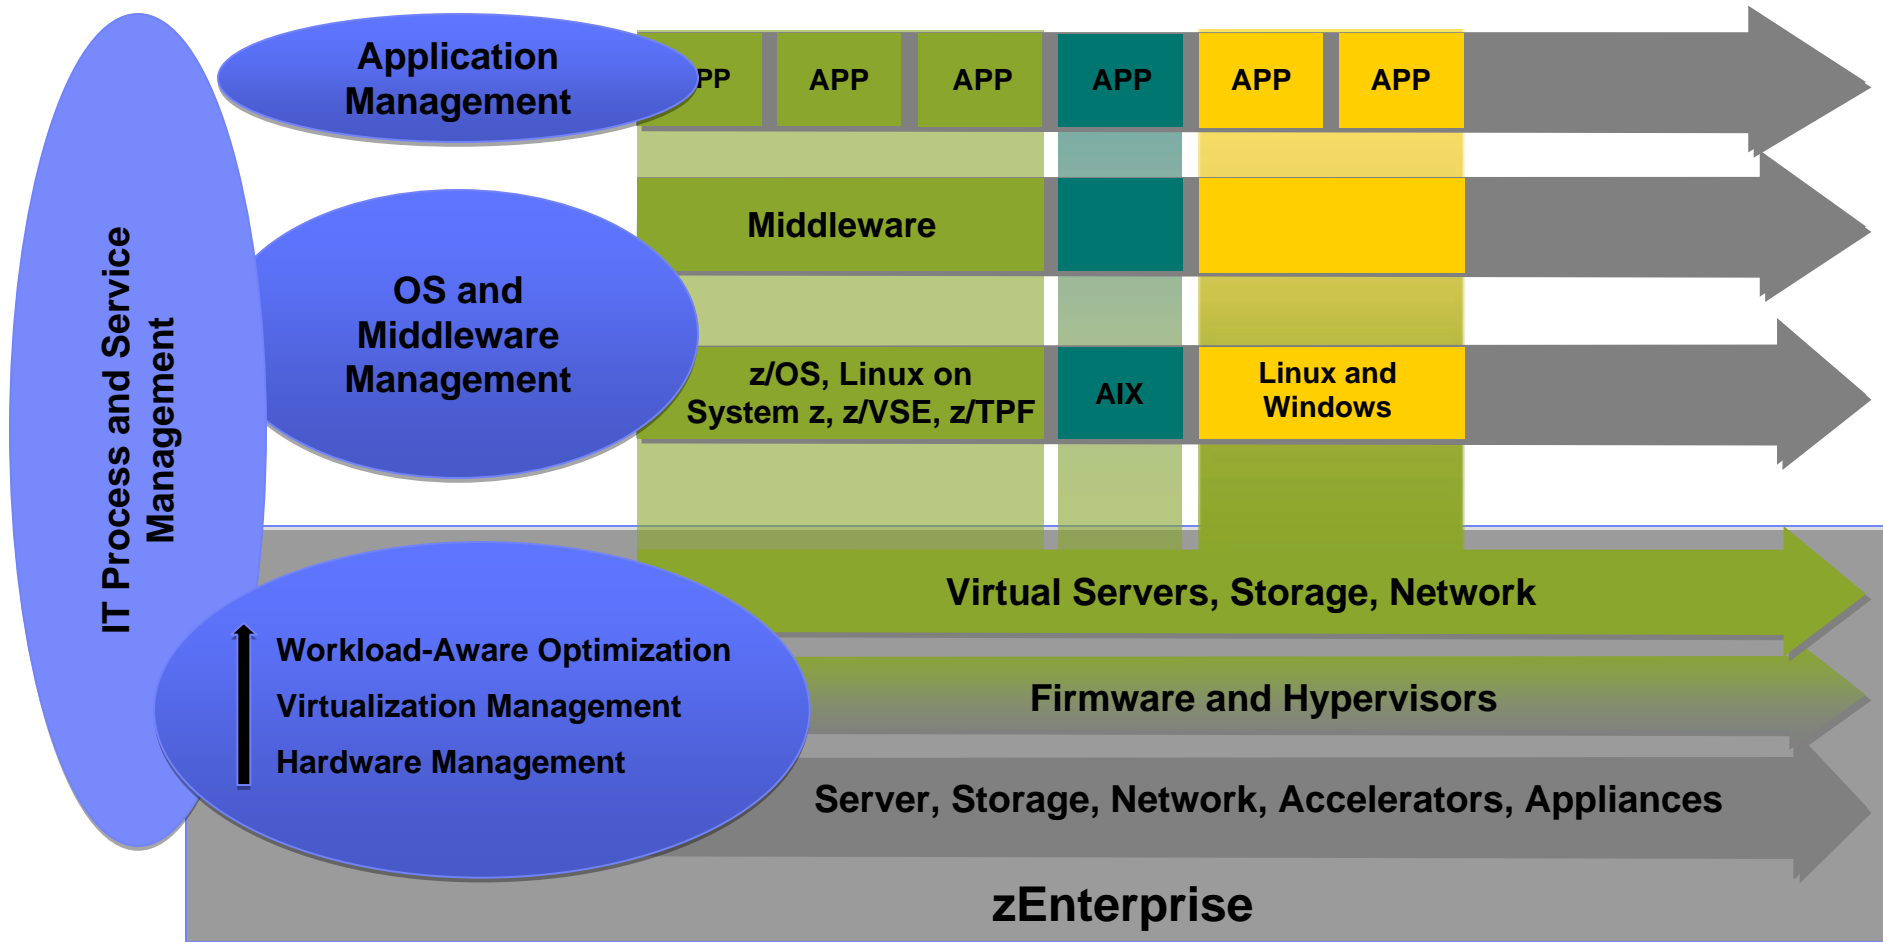 Application
Management
PP
APP
APP
APP
APP
APP
IT Process and Service
Management
OS and
Middleware
Management
Middleware
z/OS, Linux on
System z, z/VSE, z/TPF
AIX
Linux and
Windows
Workload-Aware Optimization
Virtualization Management
Hardware Management
Virtual Servers, Storage, Network
Firmware and Hypervisors
Server, Storage, Network, Accelerators, Appliances
zEnterprise